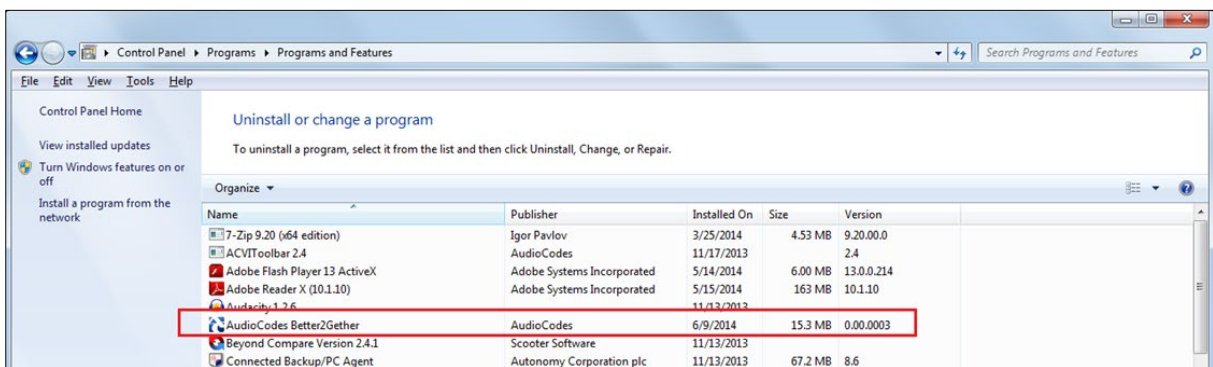 Control Panel ▸ Programs ▸ Programs and Features
Search Programs and Features
File Edit View Tools Help
Control Panel Home
View installed updates
Turn Windows features on or
off
Install a program from the
network
Uninstall or change a program
To uninstall a program, select it from the list and then click Uninstall, Change, or Repair.
Organize
Name Publisher Installed On Size Version
7-Zip 9.20 (x64 edition) Igor Pavlov 3/25/2014 4.53 MB 9.20.00.0
ACVIToolbar 2.4 AudioCodes 11/17/2013 2.4
Adobe Flash Player 13 ActiveX Adobe Systems Incorporated 5/14/2014 6.00 MB 13.0.0.214
Adobe Reader X (10.1.10) Adobe Systems Incorporated 5/15/2014 163 MB 10.1.10
Audacity 1.2.6 11/13/2013
AudioCodes Better2Gether AudioCodes 6/9/2014 15.3 MB 0.00.0003
Beyond Compare Version 2.4.1 Scooter Software 11/13/2013
Connected Backup/PC Agent Autonomy Corporation plc 11/13/2013 67.2 MB 8.6